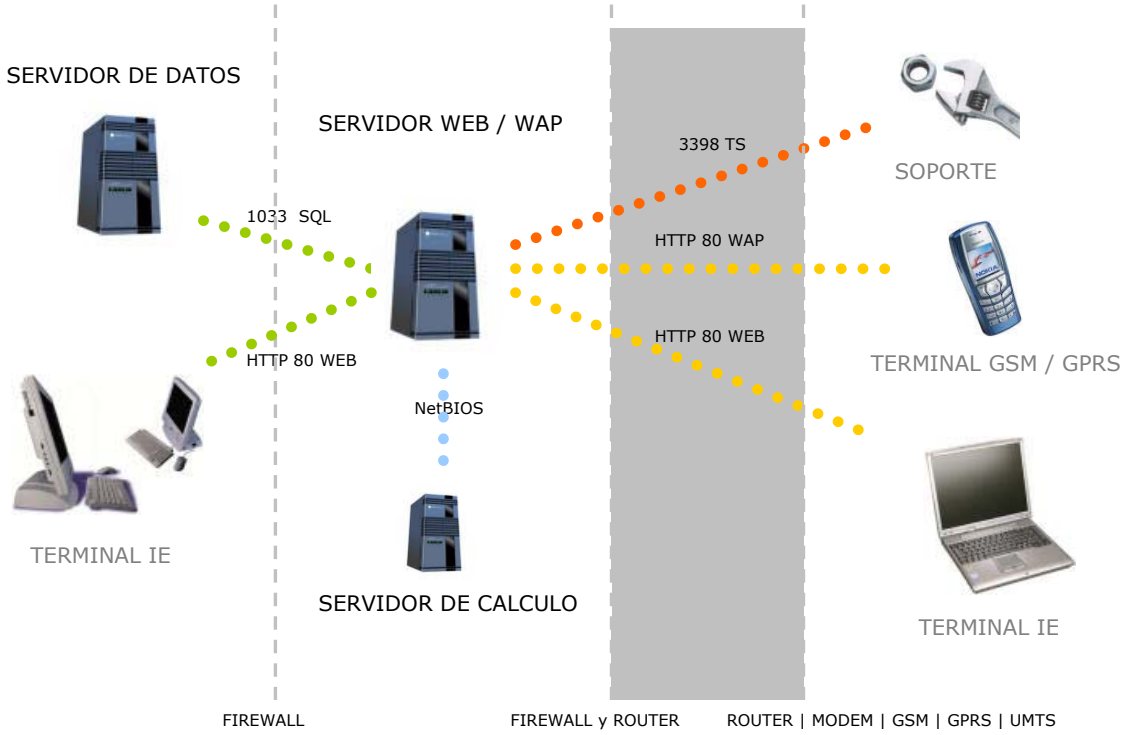 SERVIDOR DE DATOS
SERVIDOR WEB / WAP
3398 TS
SOPORTE
1033 SQL
HTTP 80 WAP
NOKIA
HTTP 80 WEB
HTTP 80 WEB
TERMINAL GSM / GPRS
NetBIOS
TERMINAL IE
SERVIDOR DE CALCULO
TERMINAL IE
FIREWALL
FIREWALL y ROUTER
ROUTER | MODEM | GSM | GPRS | UMTS